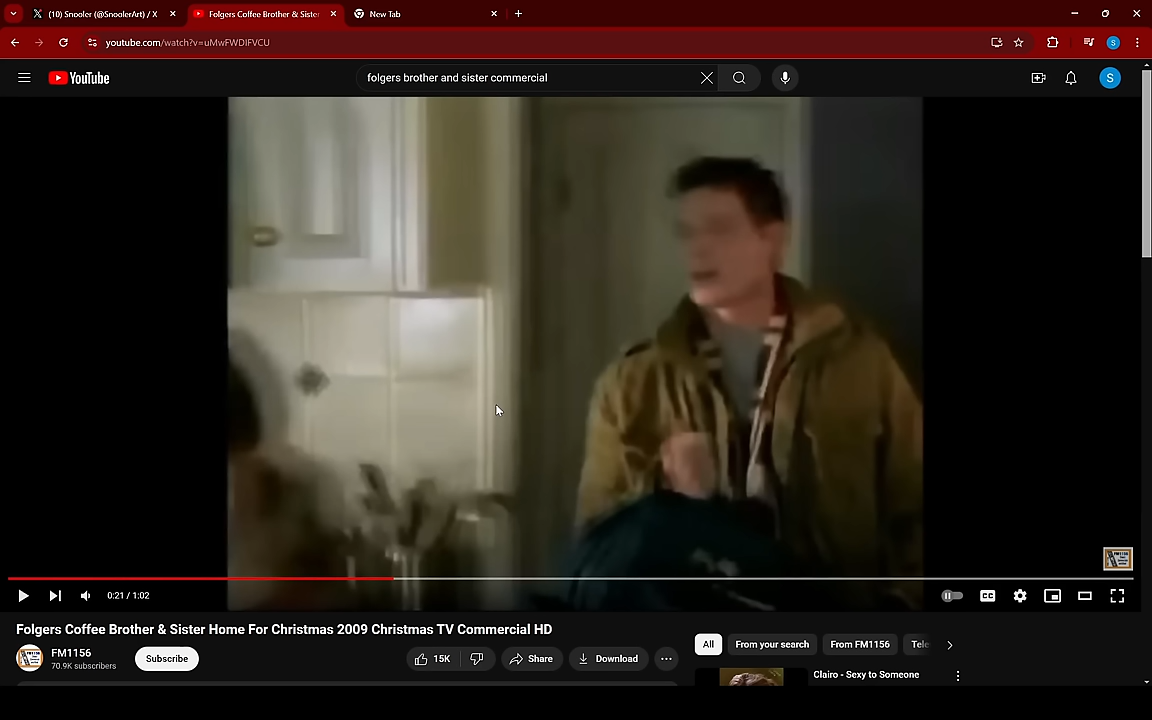 (10) Snooler (@SnoolerArt) / X
Folgers Coffee Brother & Sister
New Tab
youtube.com/watch?v=uMwFWDIFVCU
S
YouTube
folgers brother and sister commercial
S
FM1156
0:21 / 1:02
CC
Folgers Coffee Brother & Sister Home For Christmas 2009 Christmas TV Commercial HD
FM1156
70.9K subscribers
Subscribe
15K
Share
Download
All
From your search
From FM1156
Tele
Clairo - Sexy to Someone